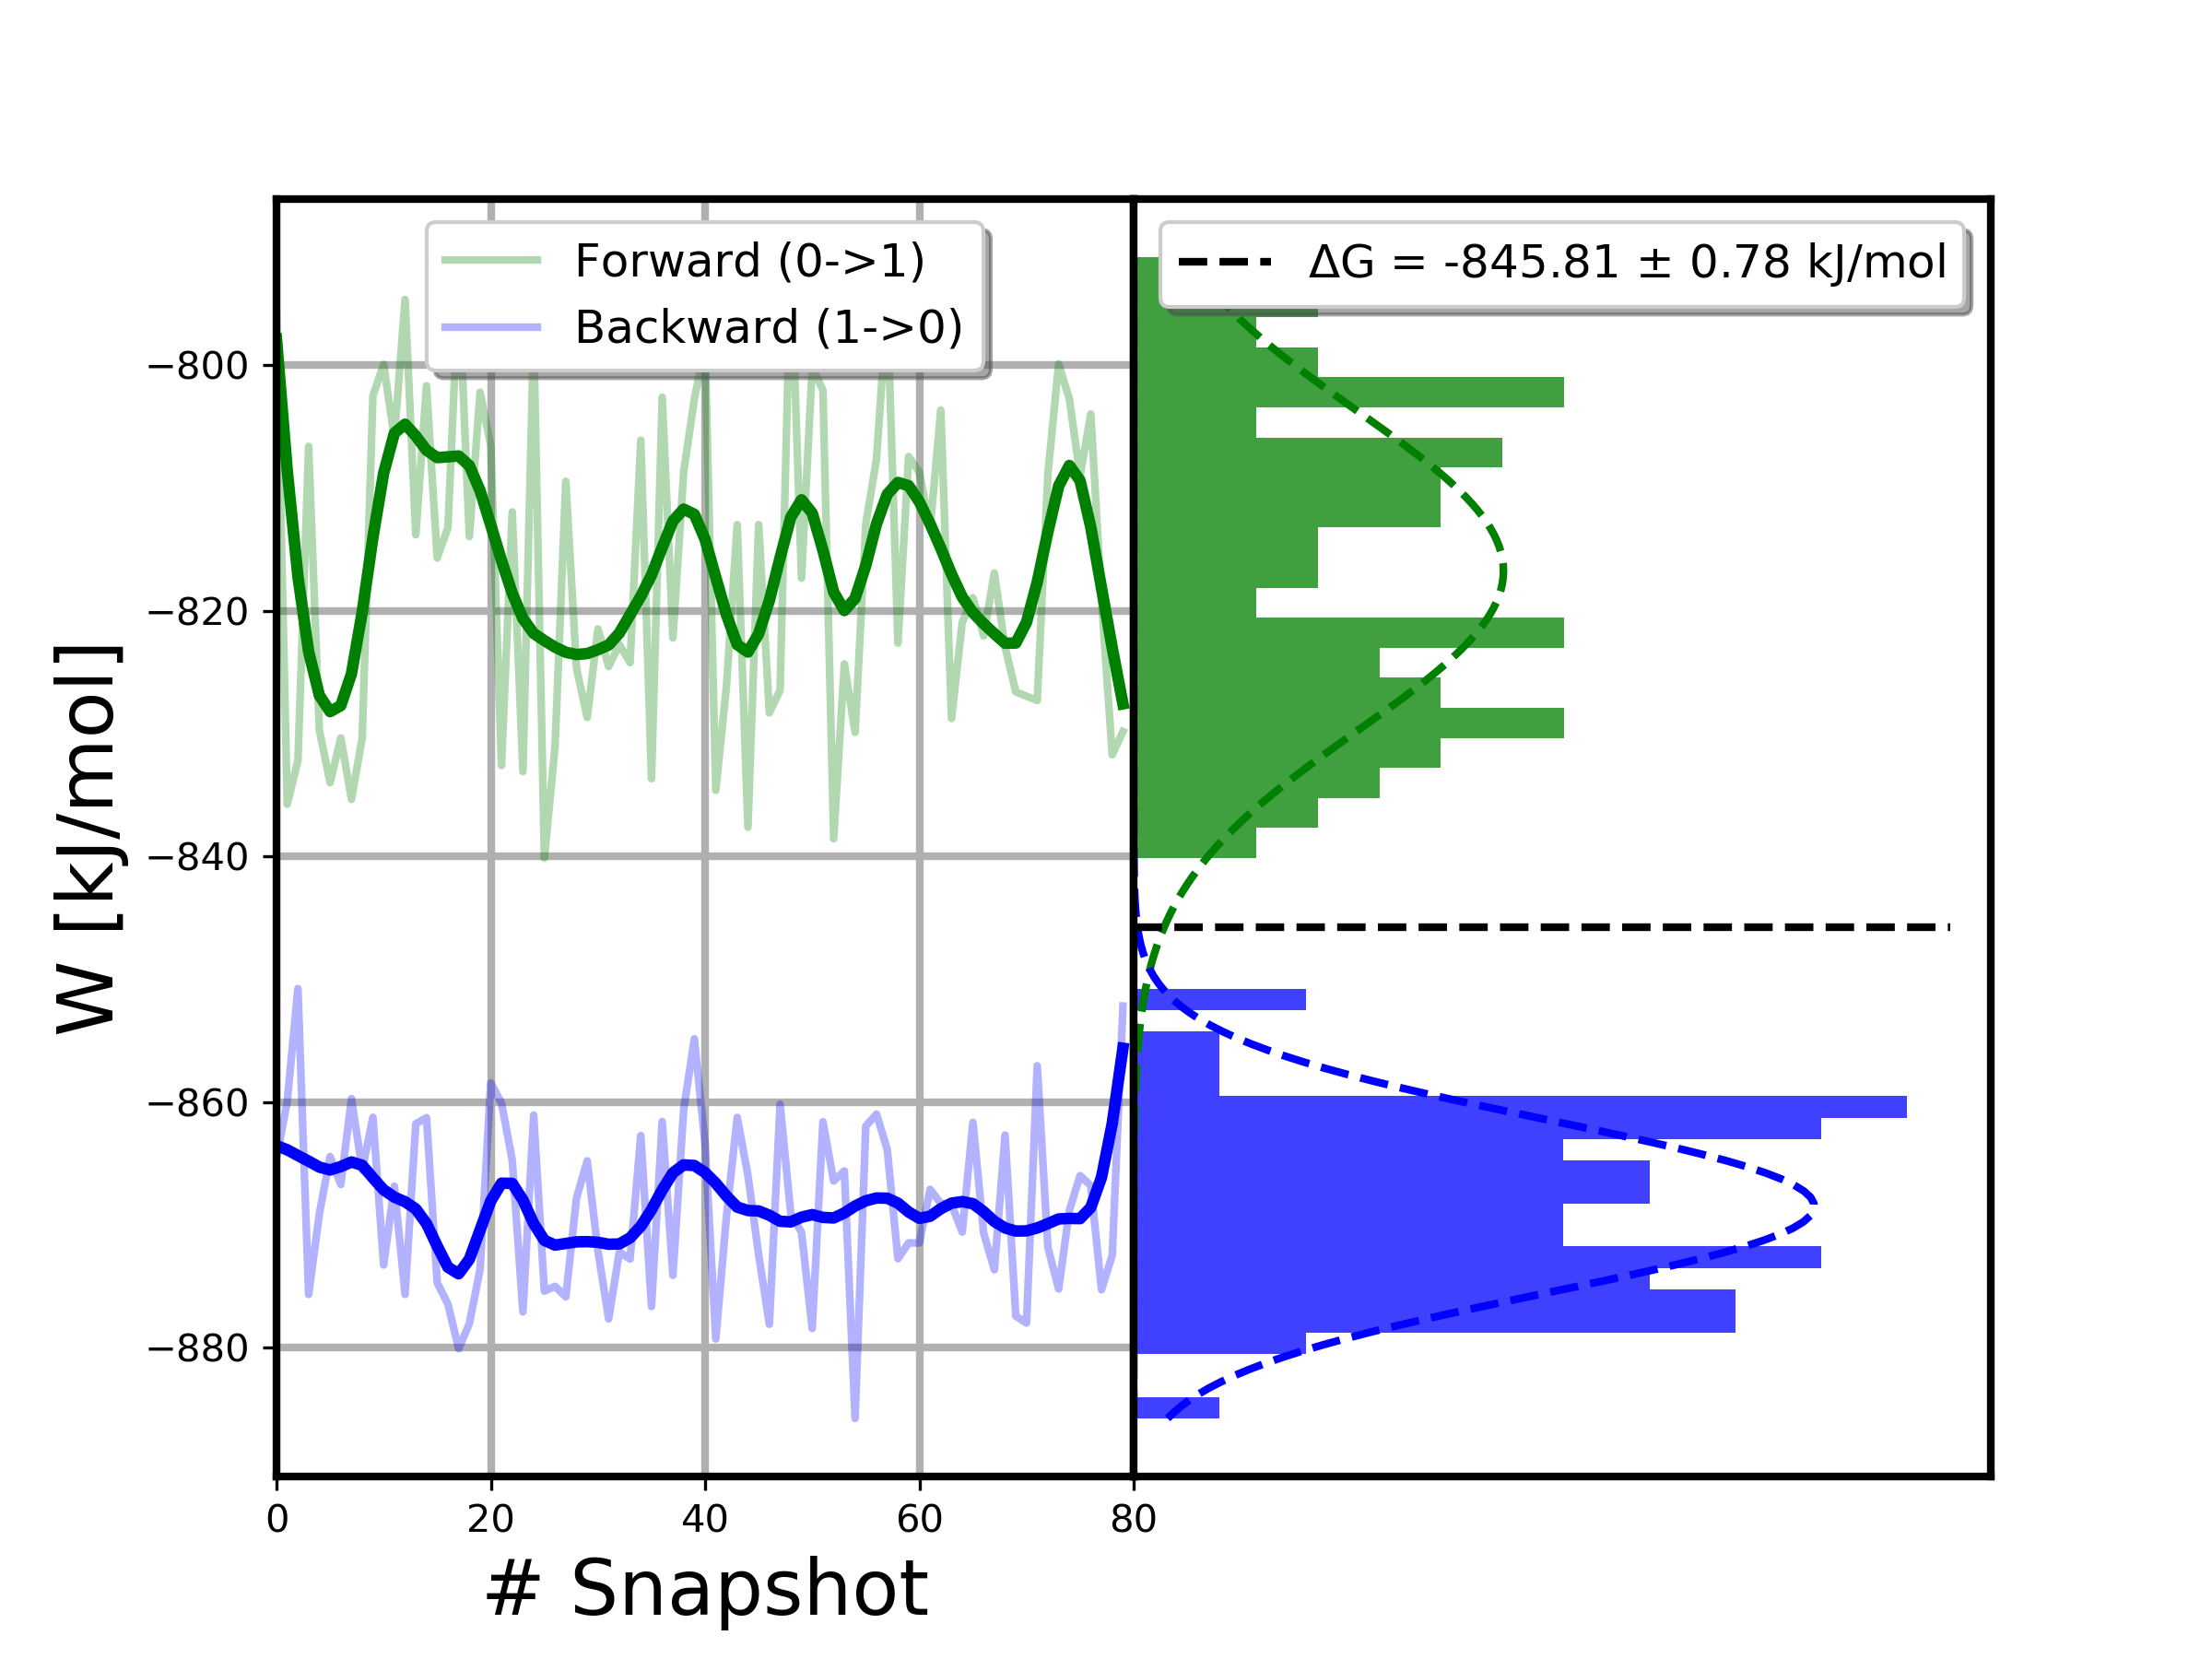 Forward (0->1)
Backward (1->0)
ΔG = -845.81 ± 0.78 kJ/mol
W [kJ/mol]
−800
−820
−840
−860
−880
0 20 40 60 80
# Snapshot